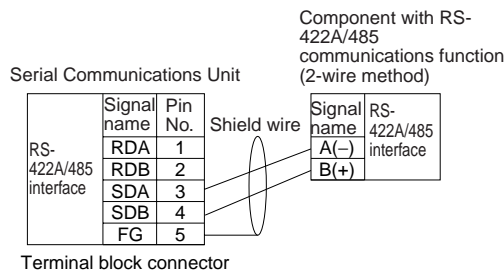 Component with RS-
422A/485
communications function
(2-wire method)
Serial Communications Unit
Signal name
Pin No.
Shield wire
RS-
422A/485
interface
RDA 1
RDB 2
SDA 3
SDB 4
FG 5
Signal name
RS-
422A/485
interface
A(−)
B(+)
Terminal block connector